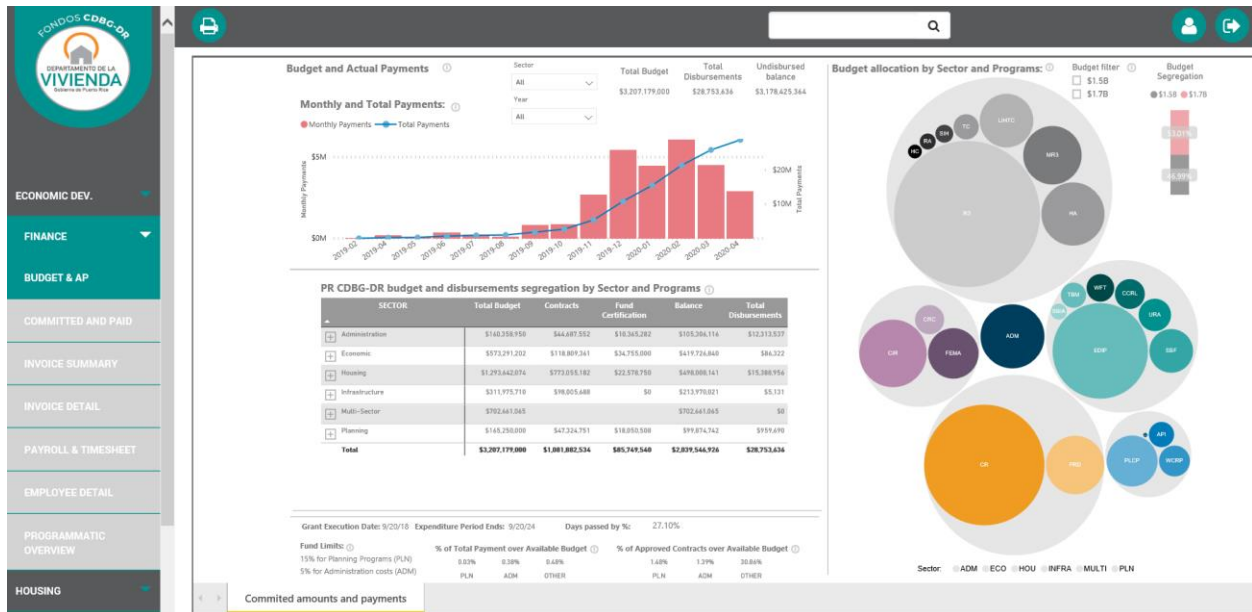 FONDOS CDBG-DR
DEPARTAMENTO DE LA
VIVIENDA
Gobierno de Puerto Rico
ECONOMIC DEV.
FINANCE
BUDGET & AP
COMMITTED AND PAID
INVOICE SUMMARY
INVOICE DETAIL
PAYROLL & TIMESHEET
EMPLOYEE DETAIL
PROGRAMMATIC
OVERVIEW
HOUSING
Budget and Actual Payments
Sector
All
Year
All
Total Budget
$3,207,179,000
Total
Disbursements
$28,753,636
Undisbursed
balance
$3,178,425,364
Monthly and Total Payments:
Monthly Payments Total Payments
Monthly Payments
$5M
$0M
$20M
$10M
Total Payments
2019-02 2019-04 2019-05 2019-06 2019-07 2019-08 2019-09 2019-10 2019-11 2019-12 2020-01 2020-02 2020-03 2020-04
PR CDBG-DR budget and disbursements segregation by Sector and Programs
SECTOR Total Budget Contracts Fund Certification Balance Total Disbursements
Administration $160,358,950 $44,687,552 $10,365,282 $105,306,116 $12,313,537
Economic $573,291,202 $118,809,361 $34,755,000 $419,726,840 $86,322
Housing $1,293,642,074 $773,055,182 $22,578,750 $498,008,141 $15,388,956
Infrastructure $311,975,710 $98,005,688 $0 $213,970,021 $5,131
Multi-Sector $702,661,065 $702,661,065 $0
Planning $165,250,000 $47,324,751 $18,050,508 $99,874,742 $959,690
Total $3,207,179,000 $1,081,882,534 $85,749,540 $2,039,546,926 $28,753,636
Grant Execution Date: 9/20/18 Expenditure Period Ends: 9/20/24 Days passed by %: 27.10%
Fund Limits:
15% for Planning Programs (PLN)
5% for Administration costs (ADM)
% of Total Payment over Available Budget
0.03% 0.38% 0.48%
PLN ADM OTHER
% of Approved Contracts over Available Budget
1.48% 1.39% 30.86%
PLN ADM OTHER
Commited amounts and payments
Budget allocation by Sector and Programs:
Budget filter
$1.5B
$1.7B
Budget
Segregation
$1.5B $1.7B
53.01%
46.99%
HC
RA
SIH
TC
LIHTC
MR3
R3
HA
CRC
CIR
FEMA
ADM
TBM
WFT
CCRL
URA
SBF
EDIP
CR
PRD
PLCP
AFI
WCRP
Sector: ADM ECO HOU INFRA MULTI PLN